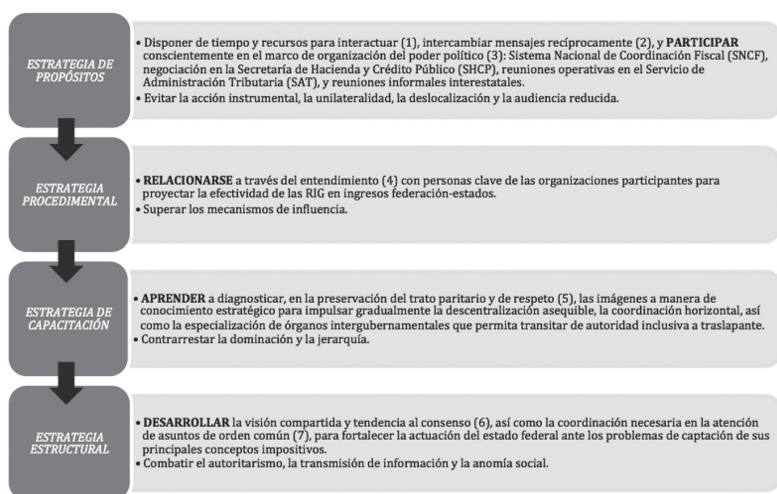 ESTRATEGIA DE
PROPÓSITOS
• Disponer de tiempo y recursos para interactuar (1), intercambiar mensajes recíprocamente (2), y PARTICIPAR
conscientemente en el marco de organización del poder político (3): Sistema Nacional de Coordinación Fiscal (SNCF),
negociación en la Secretaría de Hacienda y Crédito Público (SHCP), reuniones operativas en el Servicio de
Administración Tributaria (SAT), y reuniones informales interestatales.
• Evitar la acción instrumental, la unilateralidad, la deslocalización y la audiencia reducida.
ESTRATEGIA
PROCEDIMENTAL
• RELACIONARSE a través del entendimiento (4) con personas clave de las organizaciones participantes para
proyectar la efectividad de las RIG en ingresos federación-estados.
• Superar los mecanismos de influencia.
ESTRATEGIA DE
CAPACITACIÓN
• APRENDER a diagnosticar, en la preservación del trato paritario y de respeto (5), las imágenes a manera de
conocimiento estratégico para impulsar gradualmente la descentralización asequible, la coordinación horizontal, así
como la especialización de órganos intergubernamentales que permita transitar de autoridad inclusiva a traslapante.
• Contrarrestar la dominación y la jerarquía.
ESTRATEGIA
ESTRUCTURAL
• DESARROLLAR la visión compartida y tendencia al consenso (6), así como la coordinación necesaria en la atención
de asuntos de orden común (7), para fortalecer la actuación del estado federal ante los problemas de captación de sus
principales conceptos impositivos.
• Combatir el autoritarismo, la transmisión de información y la anomía social.